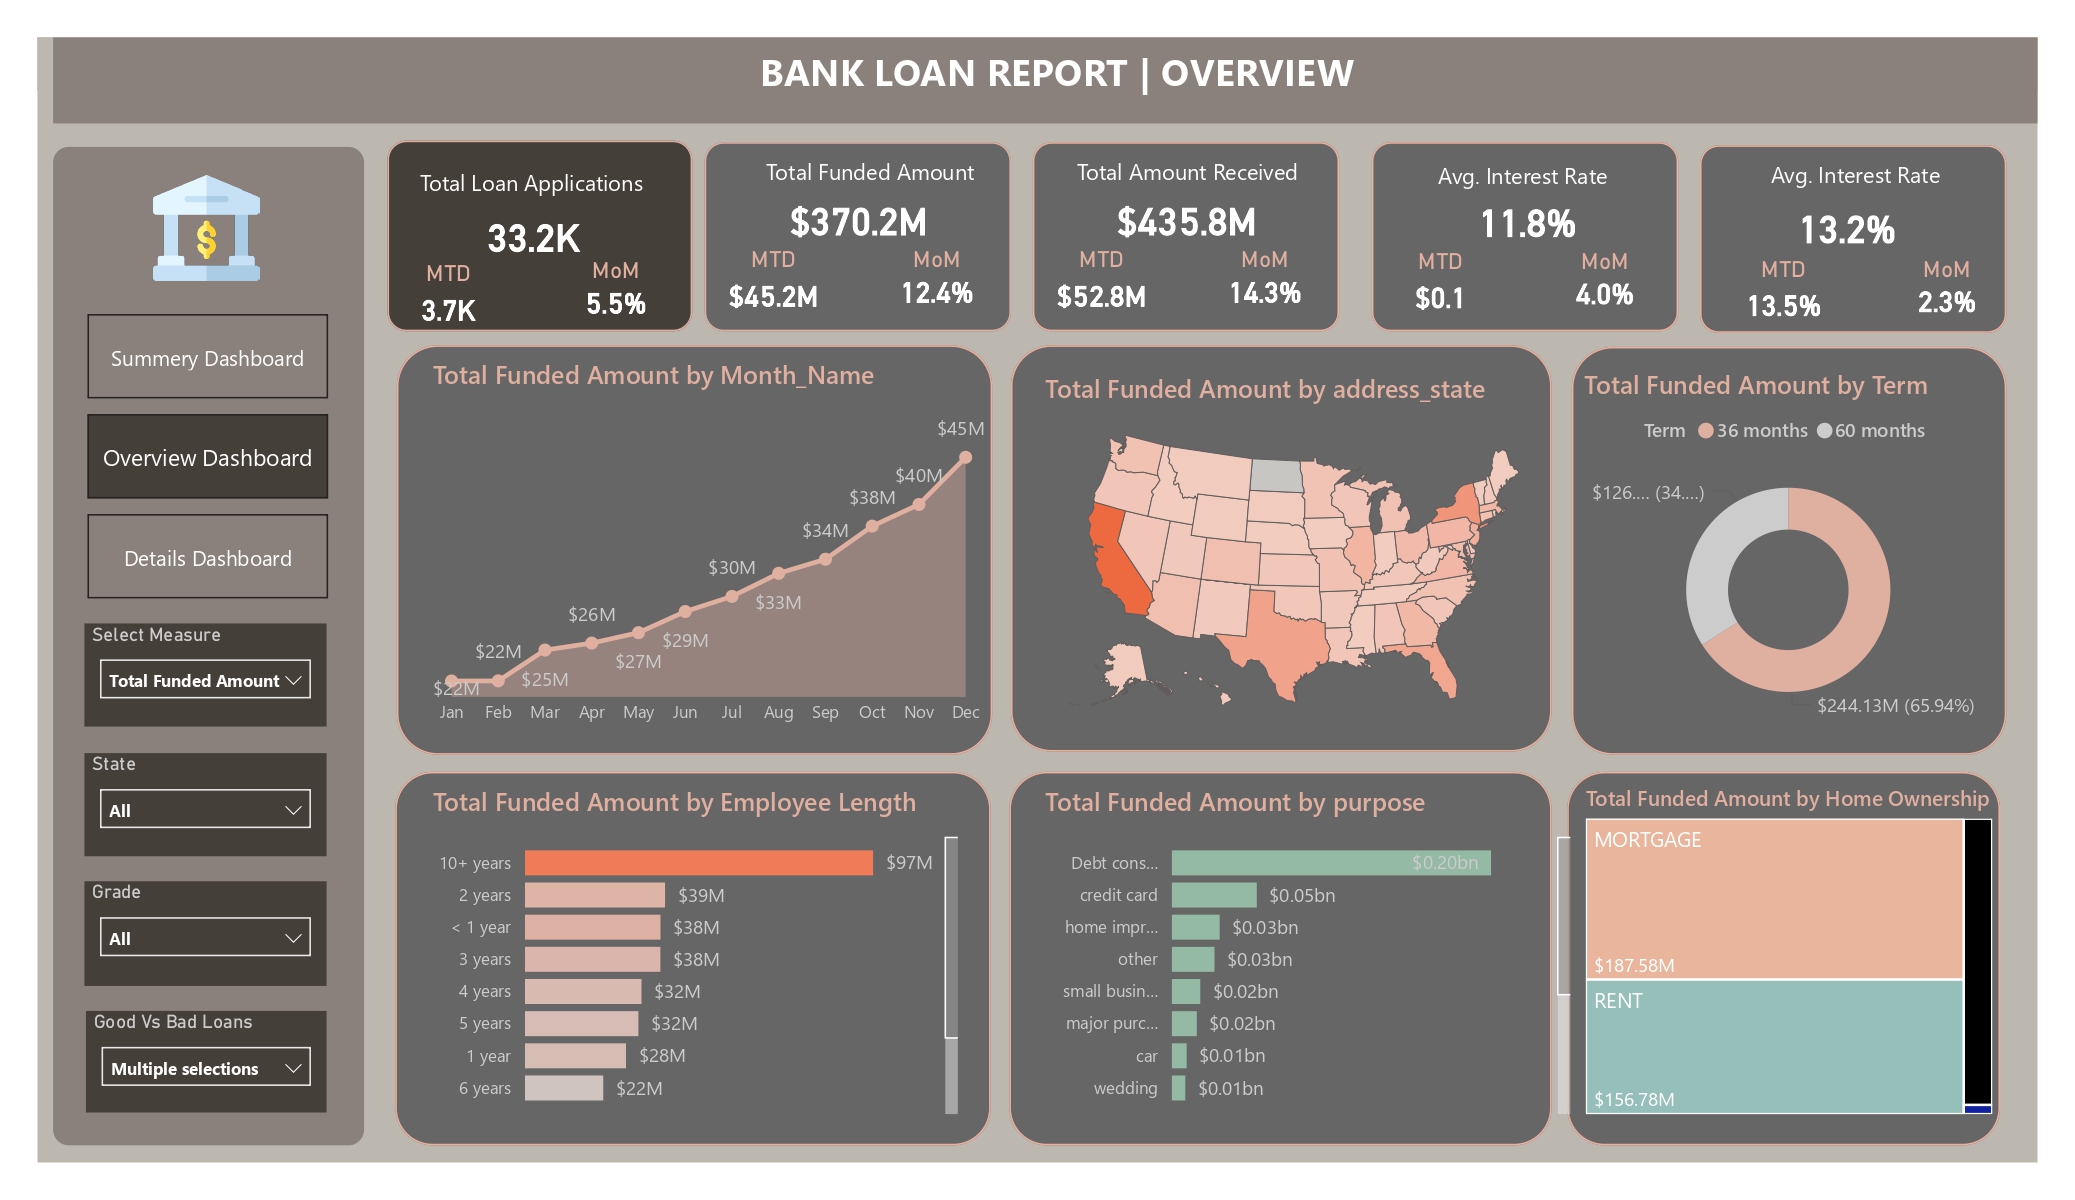 BANK LOAN REPORT | OVERVIEW
$
Summery Dashboard
Overview Dashboard
Details Dashboard
Select Measure
Total Funded Amount
State
All
Grade
All
Good Vs Bad Loans
Multiple selections
Total Loan Applications
33.2K
MTD
MoM
3.7K
5.5%
Total Funded Amount
$370.2M
MTD
MoM
$45.2M
12.4%
Total Amount Received
$435.8M
MTD
MoM
$52.8M
14.3%
Avg. Interest Rate
11.8%
MTD
MoM
$0.1
4.0%
Avg. Interest Rate
13.2%
MTD
MoM
13.5%
2.3%
Total Funded Amount by Month_Name
$45M
$40M
$38M
$34M
$30M
$33M
$26M
$29M
$22M
$27M
$25M
$22M
Jan Feb Mar Apr May Jun Jul Aug Sep Oct Nov Dec
Total Funded Amount by address_state
Total Funded Amount by Term
Term 36 months 60 months
$126.... (34....)
$244.13M (65.94%)
Total Funded Amount by Employee Length
10+ years $97M
2 years $39M
< 1 year $38M
3 years $38M
4 years $32M
5 years $32M
1 year $28M
6 years $22M
Total Funded Amount by purpose
Debt cons... $0.20bn
credit card $0.05bn
home impr... $0.03bn
other $0.03bn
small busin... $0.02bn
major purc... $0.02bn
car $0.01bn
wedding $0.01bn
Total Funded Amount by Home Ownership
MORTGAGE
$187.58M
RENT
$156.78M